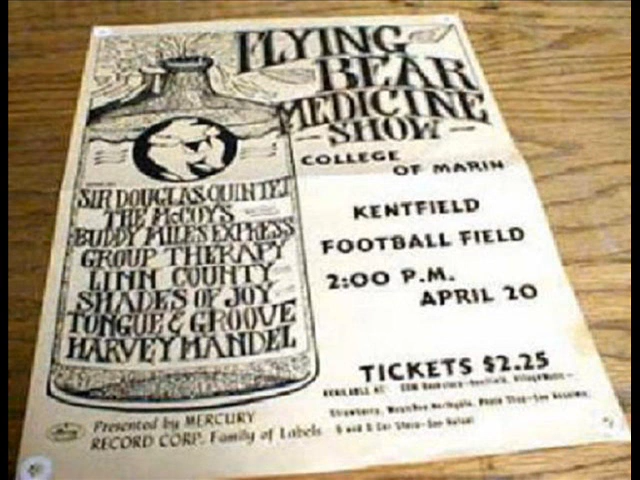 FLYING
BEAR
MEDICINE
- SHOW -
COLLEGE
OF MARIN
KENTFIELD
FOOTBALL FIELD
2:00 P.M.
APRIL 20
SIR DOUGLAS QUINTET
THE McCOYS
BUDDY MILES EXPRESS
GROUP THERAPY
LINN COUNTY
SHADES OF JOY
TONGUE & GROOVE
HARVEY MANDEL
TICKETS $2.25
AVAILABLE AT:
Presented by MERCURY
RECORD CORP. Family of Labels